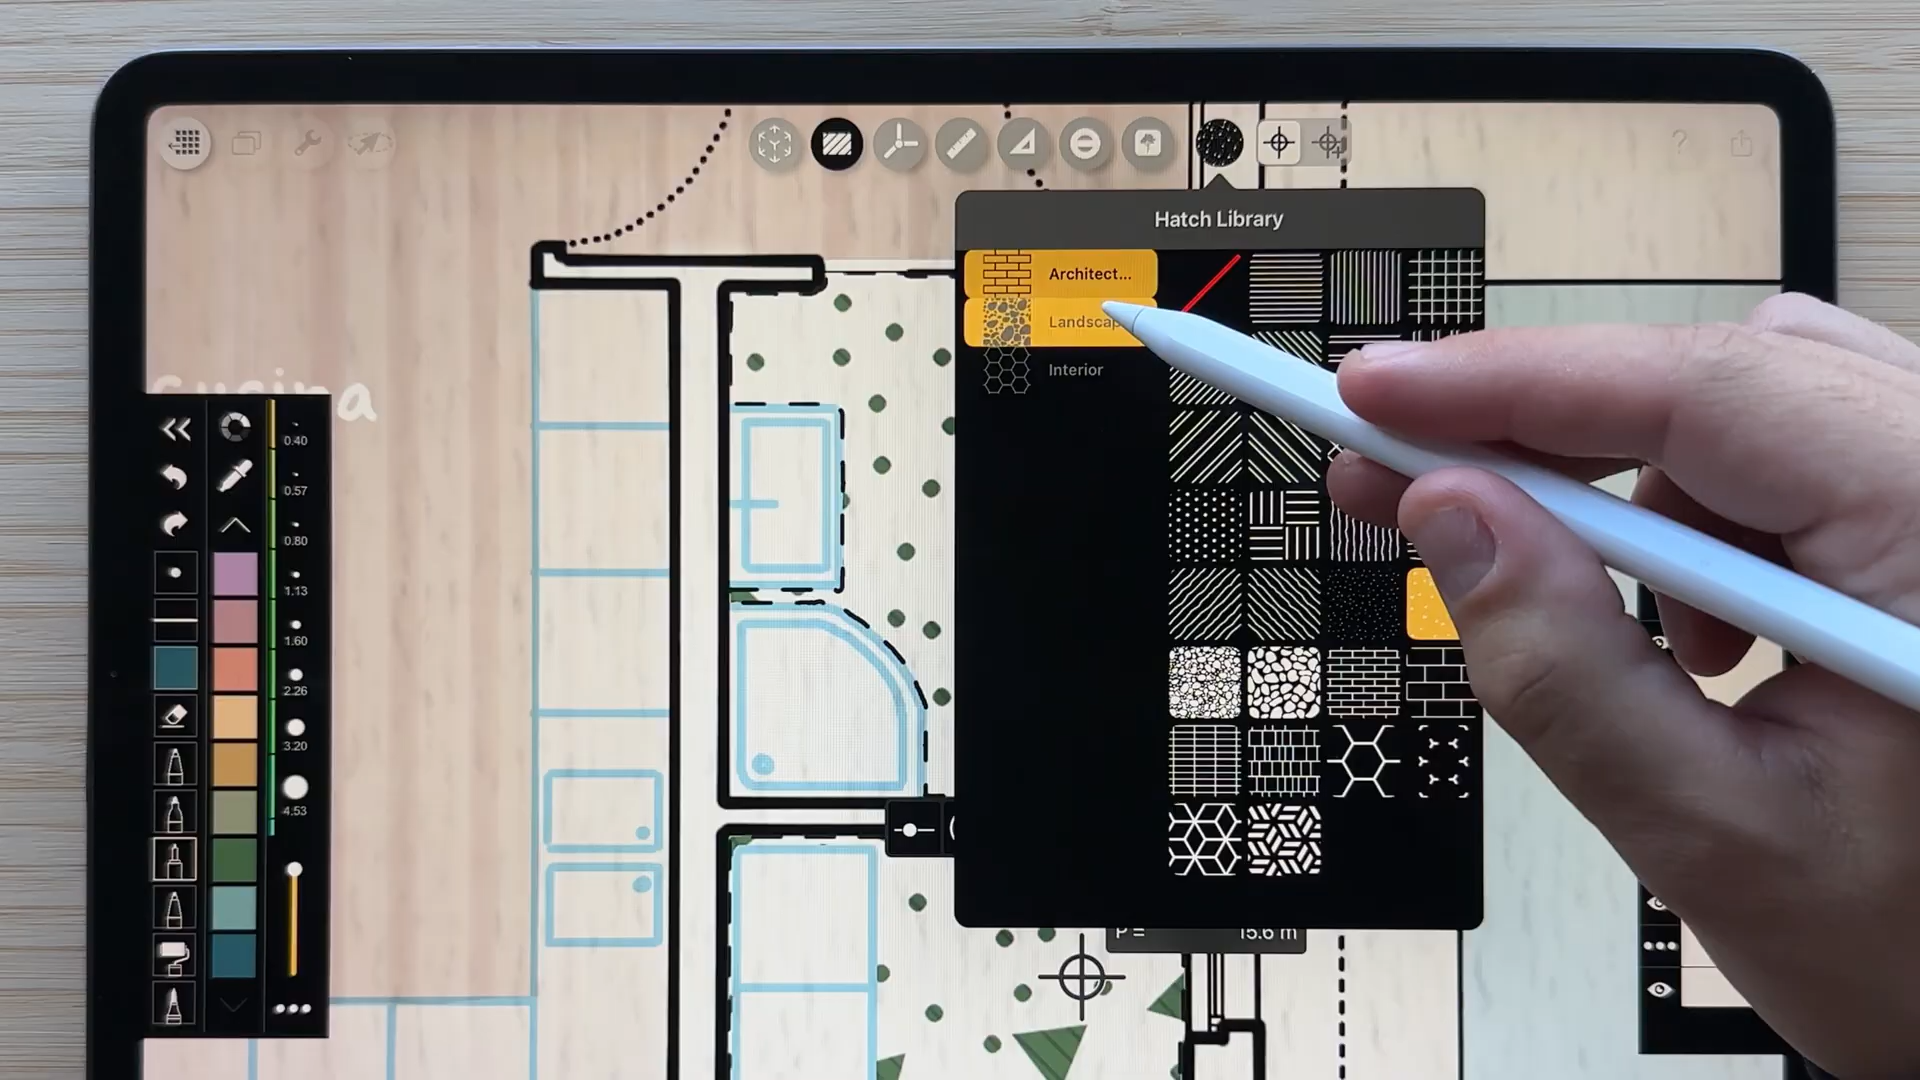 ?
Hatch Library
Architect...
Landscap
Interior
0.40
0.57
0.80
1.13
1.60
2.26
3.20
4.53
P = 15.6 m